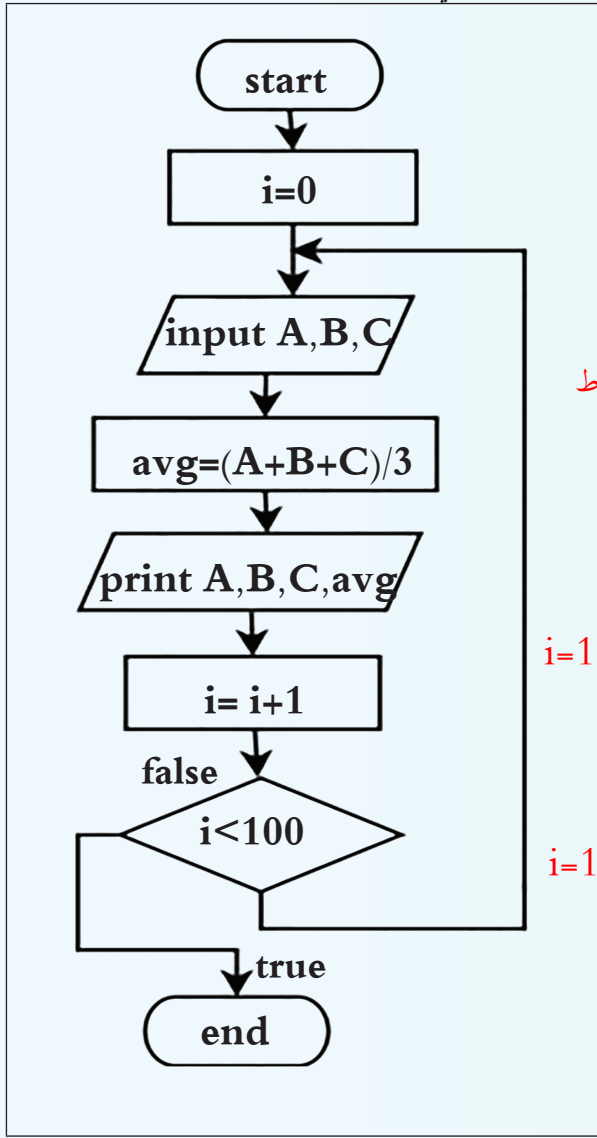 start
i=0
input A,B,C
ط
avg=(A+B+C)/3
print A,B,C,avg
i=1
i= i+1
false
i<100
i=1
true
end